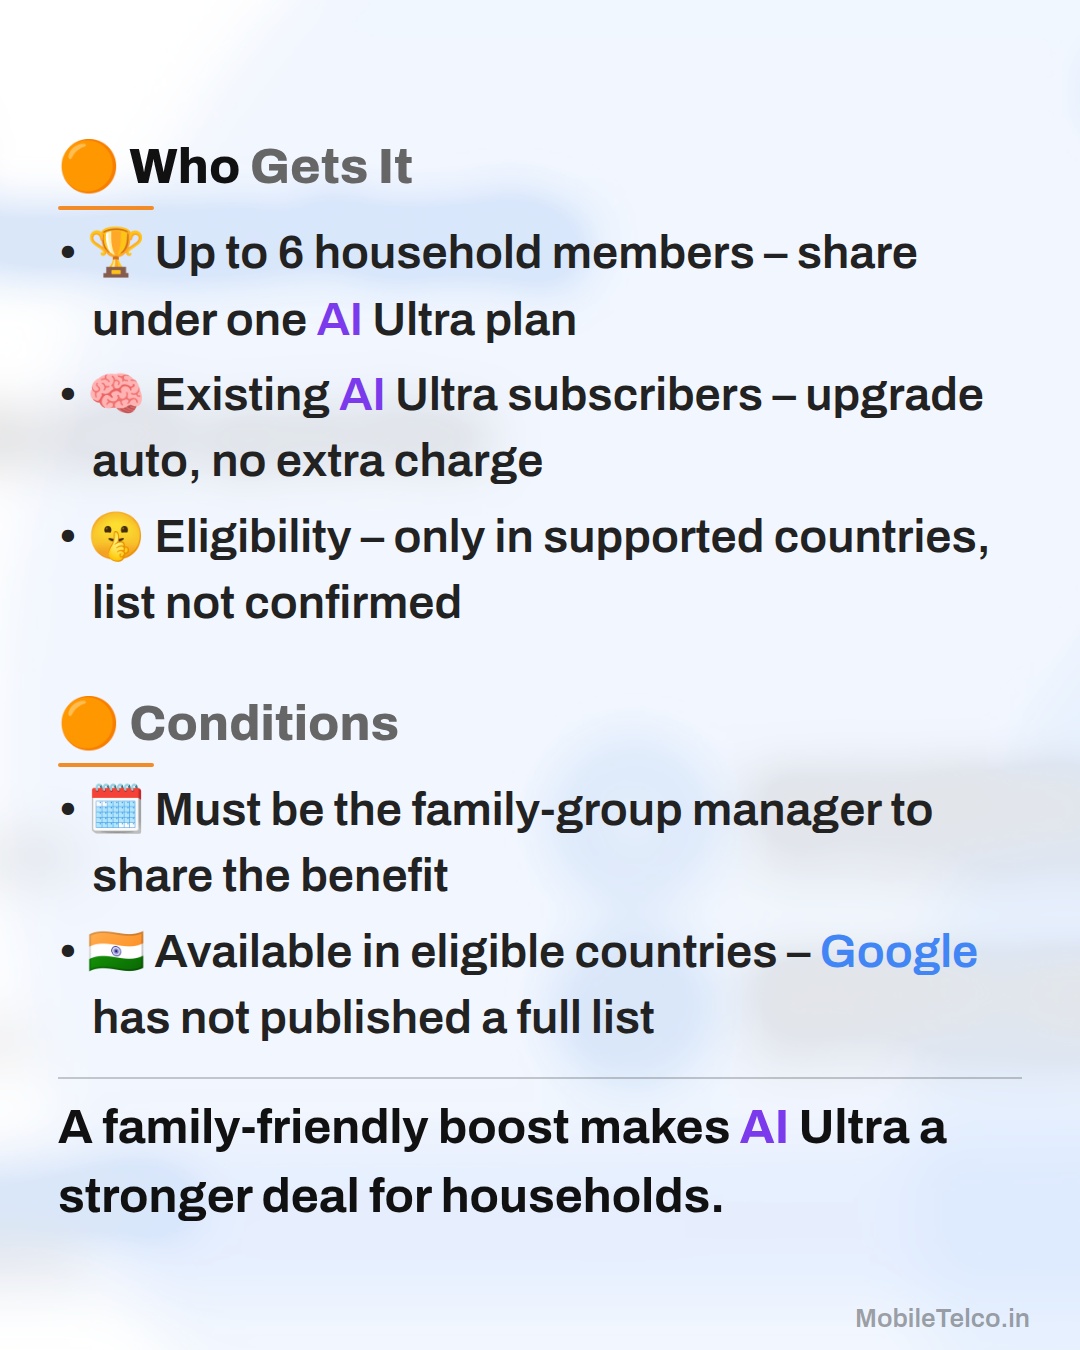 🟠 Who Gets It
• 🏆 Up to 6 household members – share
under one AI Ultra plan
• 🧠 Existing AI Ultra subscribers – upgrade
auto, no extra charge
• 🤫 Eligibility – only in supported countries,
list not confirmed
🟠 Conditions
• 🗓️ Must be the family-group manager to
share the benefit
• 🇮🇳 Available in eligible countries – Google
has not published a full list
A family-friendly boost makes AI Ultra a
stronger deal for households.
MobileTelco.in